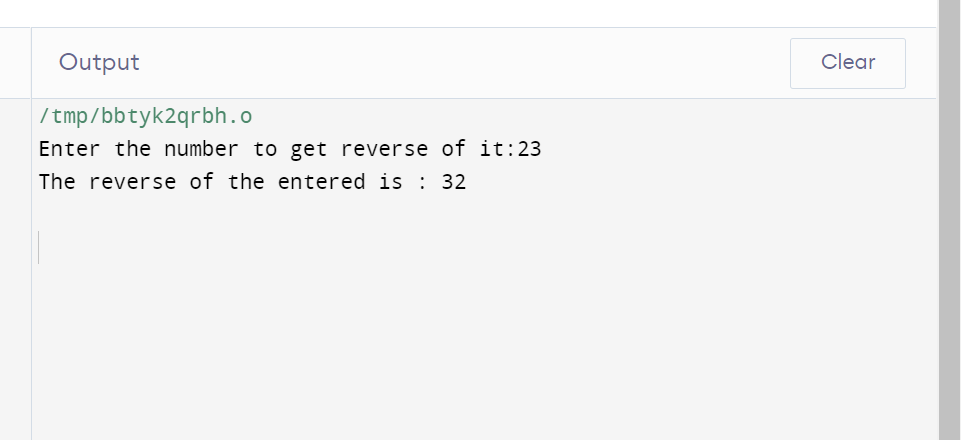 Output
Clear
/tmp/bbtyk2qrbh.o
Enter the number to get reverse of it:23
The reverse of the entered is : 32